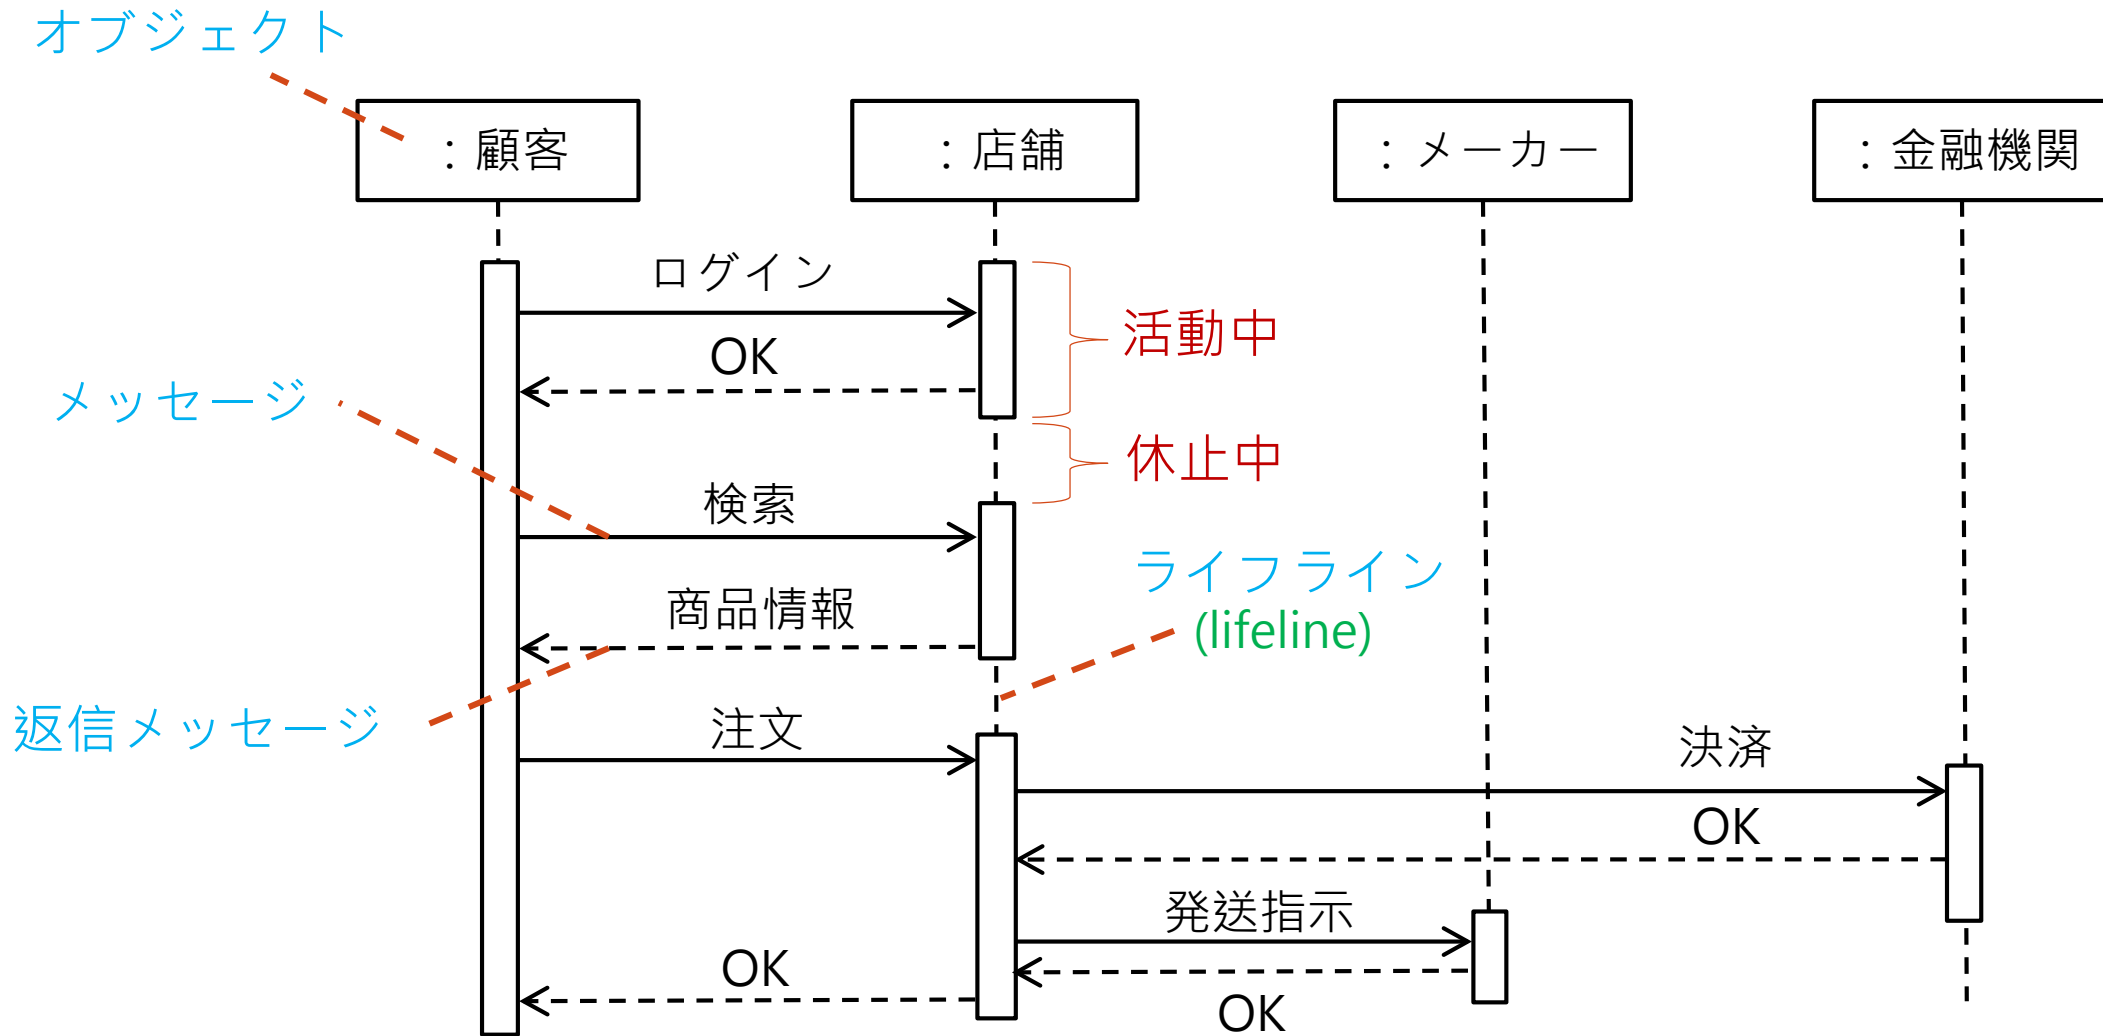 オブジェクト
：顧客
：店舗
：メーカー
：金融機関
ログイン
活動中
OK
メッセージ
休止中
検索
ライフライン
(lifeline)
商品情報
返信メッセージ
注文
決済
OK
発送指示
OK
OK